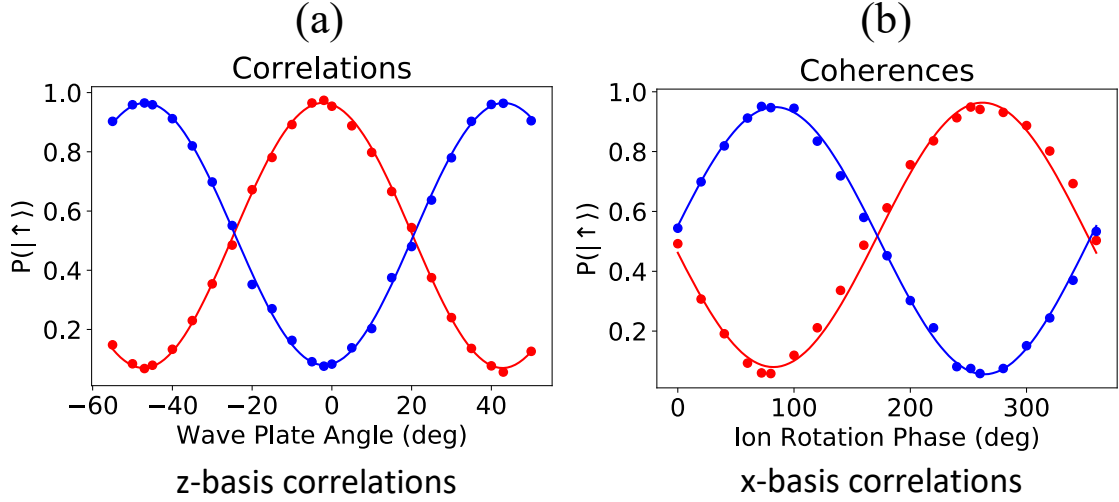 (a)
Correlations
P(|↑⟩)
1.0
0.8
0.6
0.4
0.2
−60 −40 −20 0 20 40
Wave Plate Angle (deg)
z-basis correlations
(b)
Coherences
P(|↑⟩)
1.0
0.8
0.6
0.4
0.2
0 100 200 300
Ion Rotation Phase (deg)
x-basis correlations